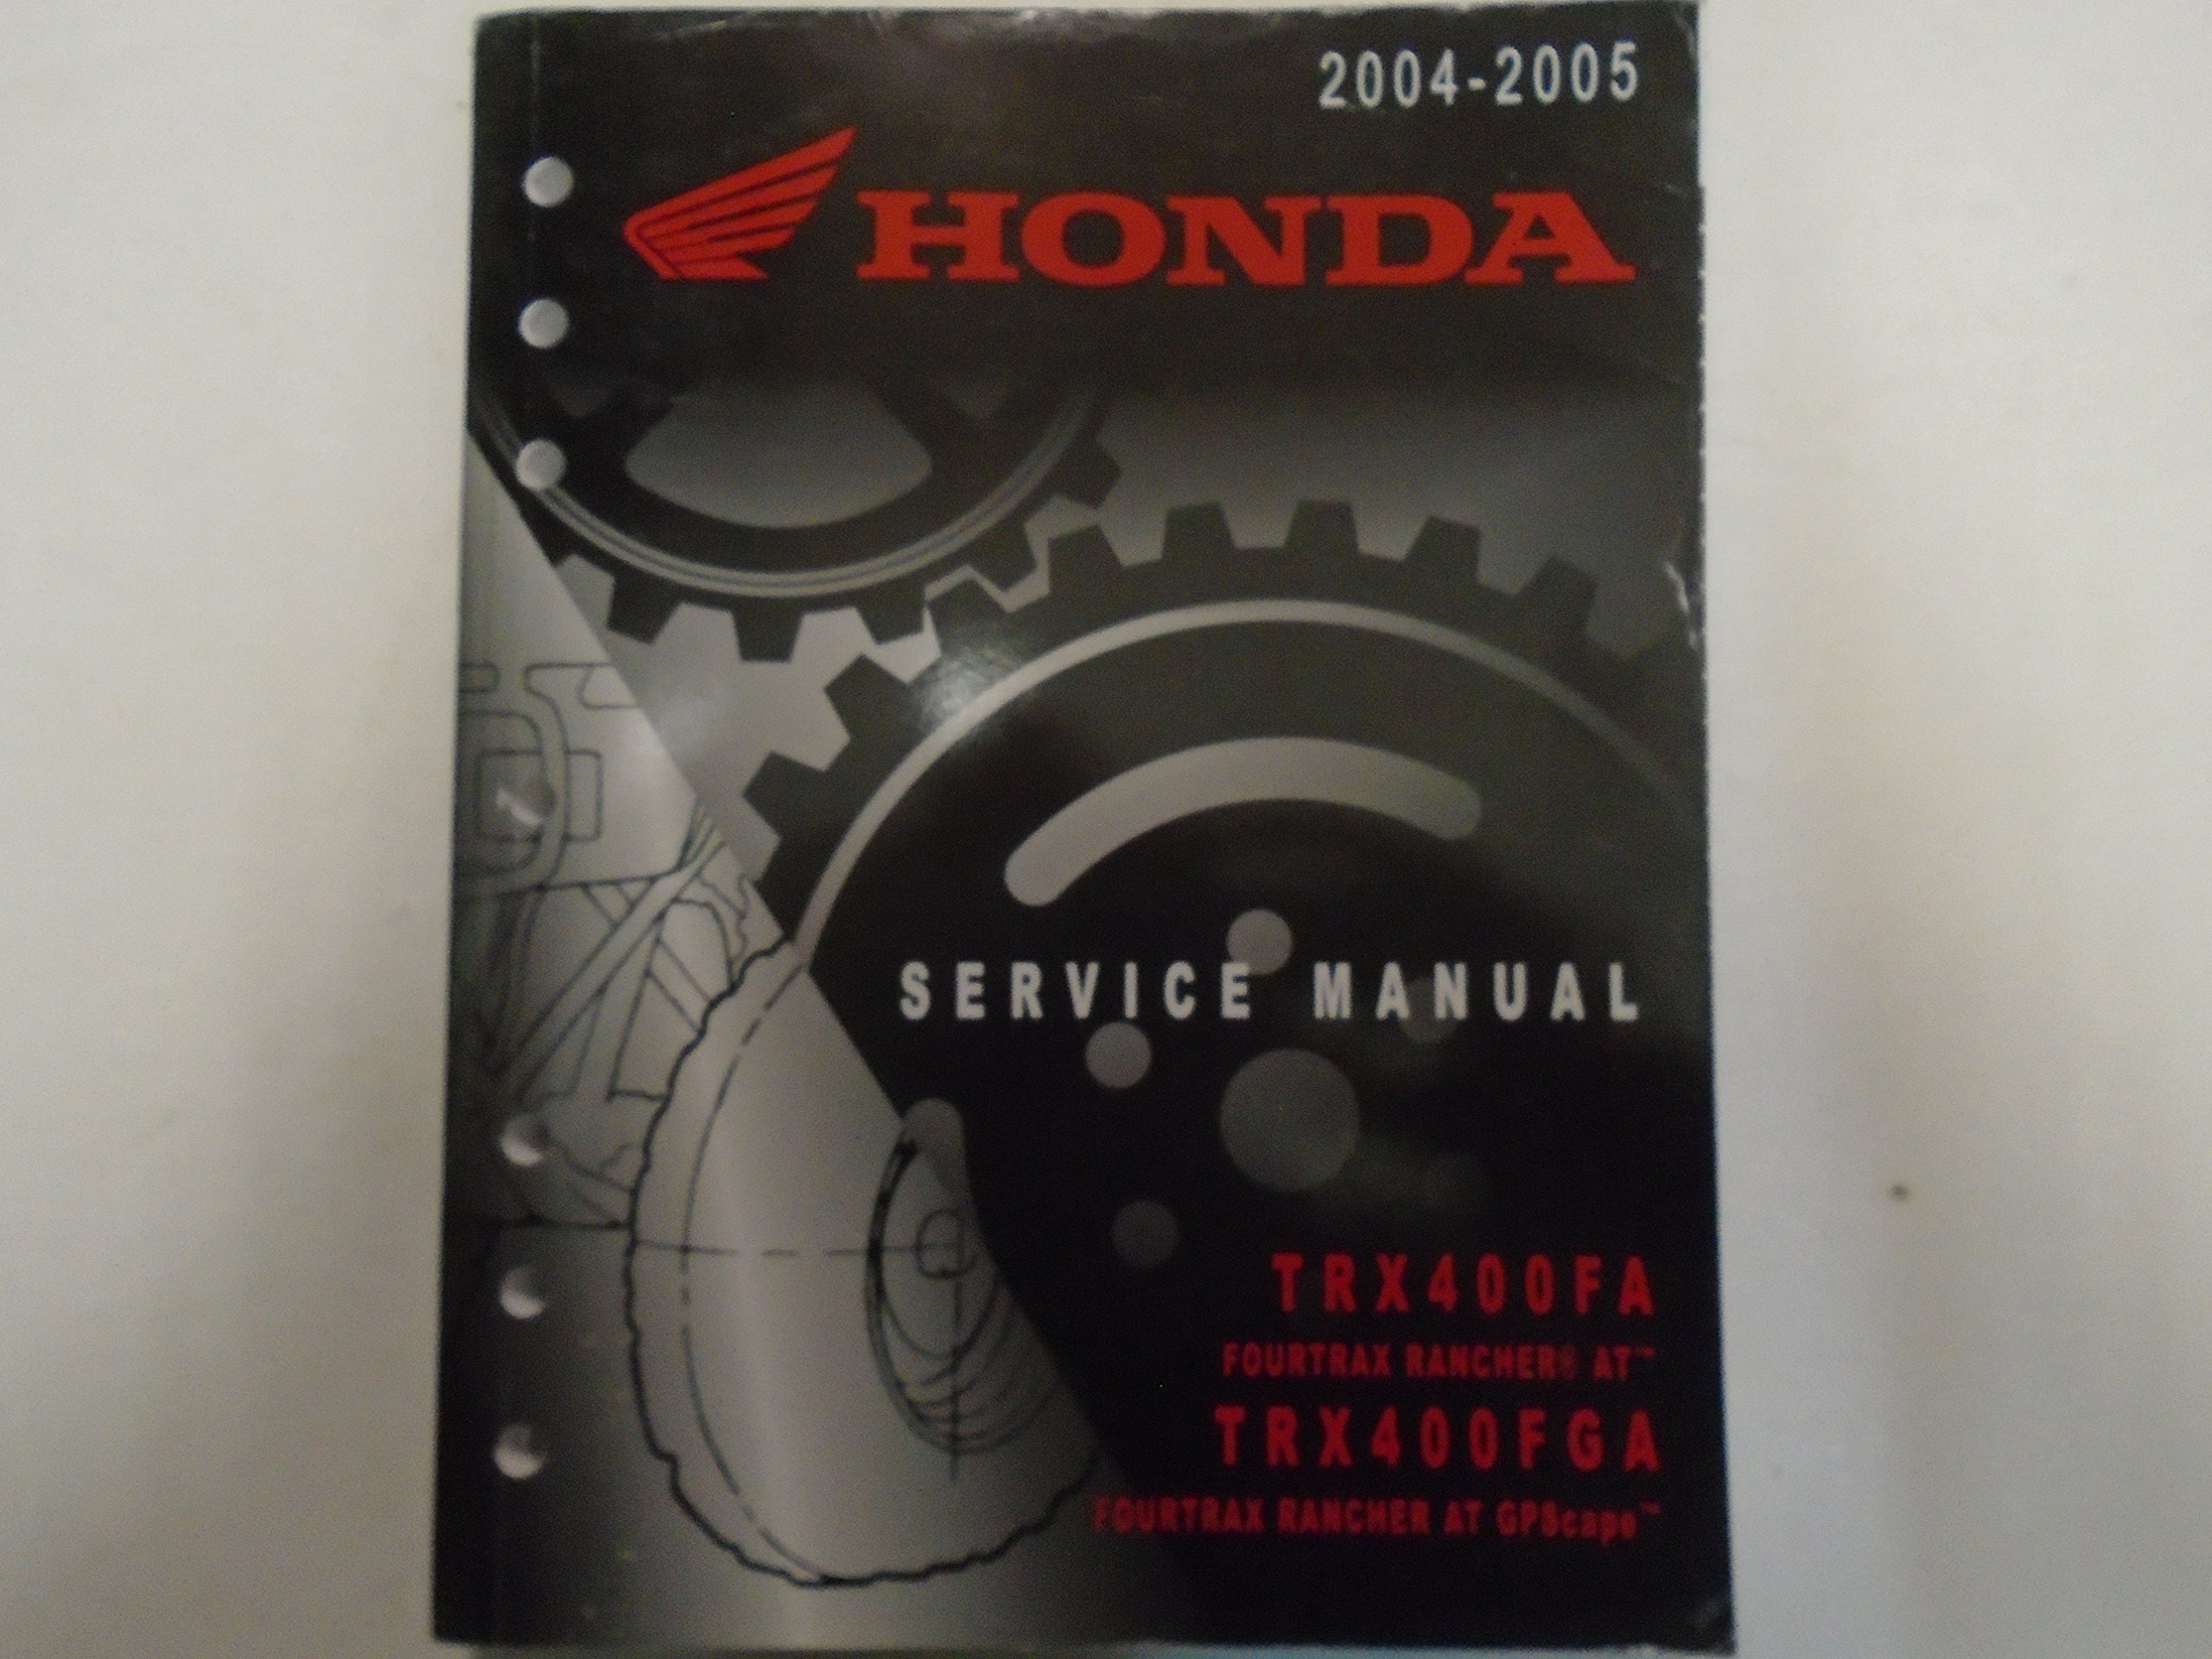 2004-2005
HONDA
SERVICE MANUAL
TRX400FA
FOURTRAX RANCHER® AT™
TRX400FGA
FOURTRAX RANCHER AT GPScape™